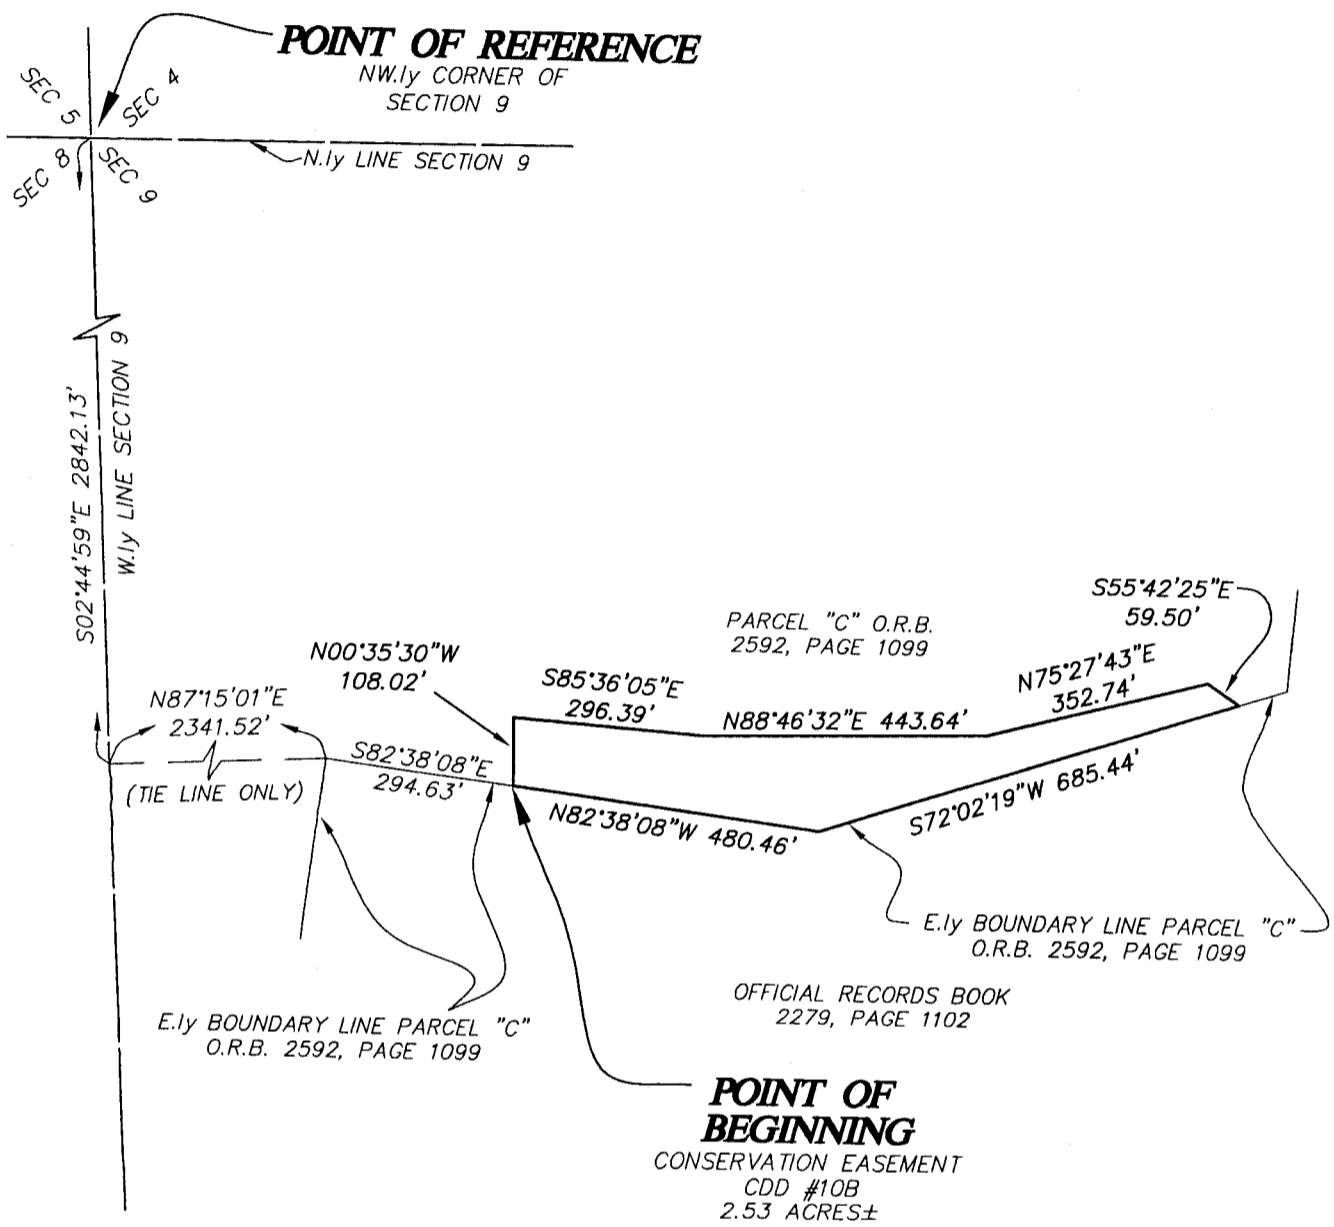 POINT OF REFERENCE
NW.ly CORNER OF
SECTION 9
SEC 5
SEC 4
SEC 8
SEC 9
N.ly LINE SECTION 9
S02°44'59"E 2842.13'
W.ly LINE SECTION 9
S55°42'25"E
59.50'
PARCEL "C" O.R.B.
2592, PAGE 1099
N00°35'30"W
108.02'
S85°36'05"E
296.39'
N75°27'43"E
352.74'
N87°15'01"E
2341.52'
N88°46'32"E 443.64'
S82°38'08"E
294.63'
(TIE LINE ONLY)
N82°38'08"W 480.46'
S72°02'19"W 685.44'
E.ly BOUNDARY LINE PARCEL "C"
O.R.B. 2592, PAGE 1099
OFFICIAL RECORDS BOOK
2279, PAGE 1102
E.ly BOUNDARY LINE PARCEL "C"
O.R.B. 2592, PAGE 1099
POINT OF
BEGINNING
CONSERVATION EASEMENT
CDD #10B
2.53 ACRES±